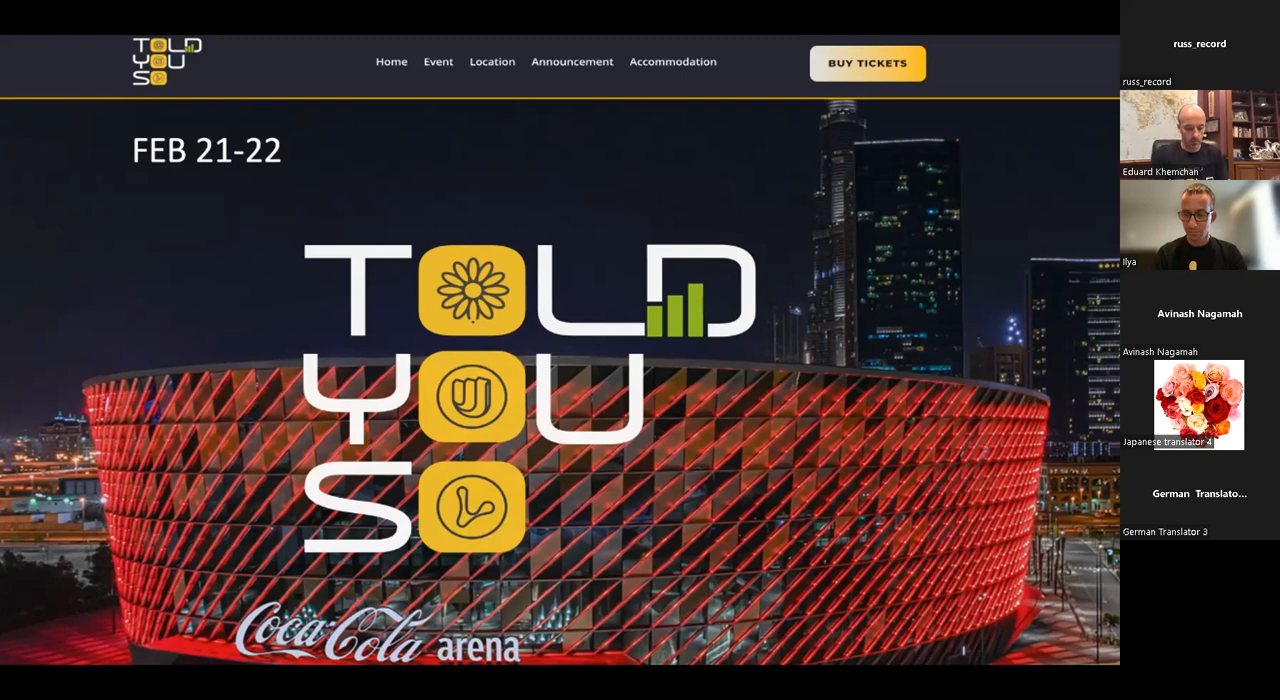 TOLD
YOU
SO
Home Event Location Announcement Accommodation
BUY TICKETS
FEB 21-22
TOLD
YOU
SO
Coca-Cola arena
russ_record
russ_record
Eduard Khemchan
Ilya
Avinash Nagamah
Avinash Nagamah
Japanese translator 4
German Translato...
German Translator 3